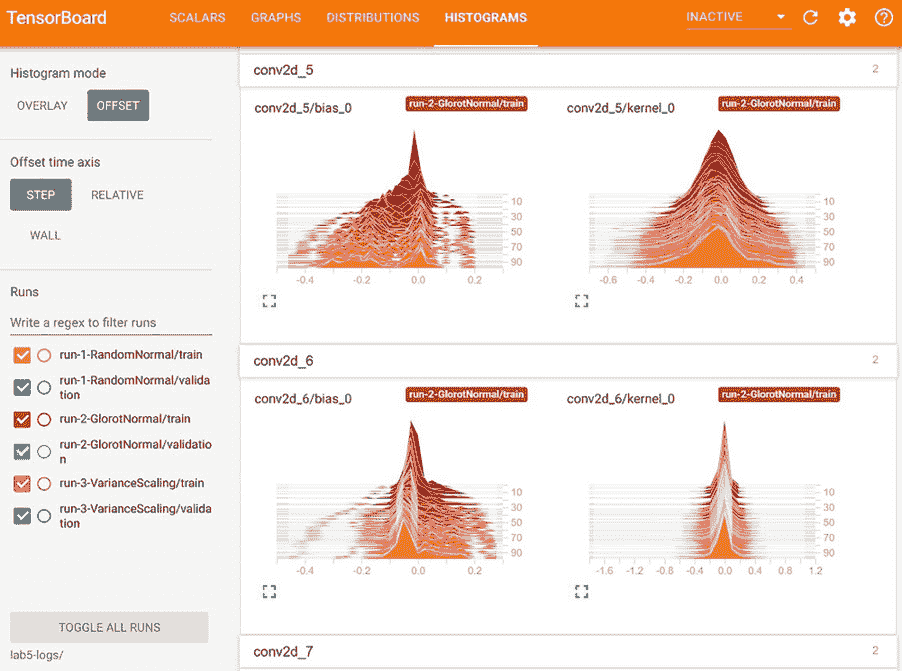 TensorBoard
SCALARS
GRAPHS
DISTRIBUTIONS
HISTOGRAMS
INACTIVE
Histogram mode
OVERLAY
OFFSET
Offset time axis
STEP
RELATIVE
WALL
Runs
Write a regex to filter runs
run-1-RandomNormal/train
run-1-RandomNormal/valida
tion
run-2-GlorotNormal/train
run-2-GlorotNormal/validatio
n
run-3-VarianceScaling/train
run-3-VarianceScaling/valida
tion
TOGGLE ALL RUNS
lab5-logs/
conv2d_5
2
conv2d_5/bias_0
run-2-GlorotNormal/train
10
30
50
70
90
-0.4 -0.2 0.0 0.2
conv2d_5/kernel_0
run-2-GlorotNormal/train
10
30
50
70
90
-0.6 -0.4 -0.2 0.0 0.2 0.4
conv2d_6
2
conv2d_6/bias_0
run-2-GlorotNormal/train
10
30
50
70
90
-0.4 -0.2 0.0 0.2
conv2d_6/kernel_0
run-2-GlorotNormal/train
10
30
50
70
90
-1.6 -1.2 -0.8 -0.4 0.0 0.4 0.8 1.2
conv2d_7
2